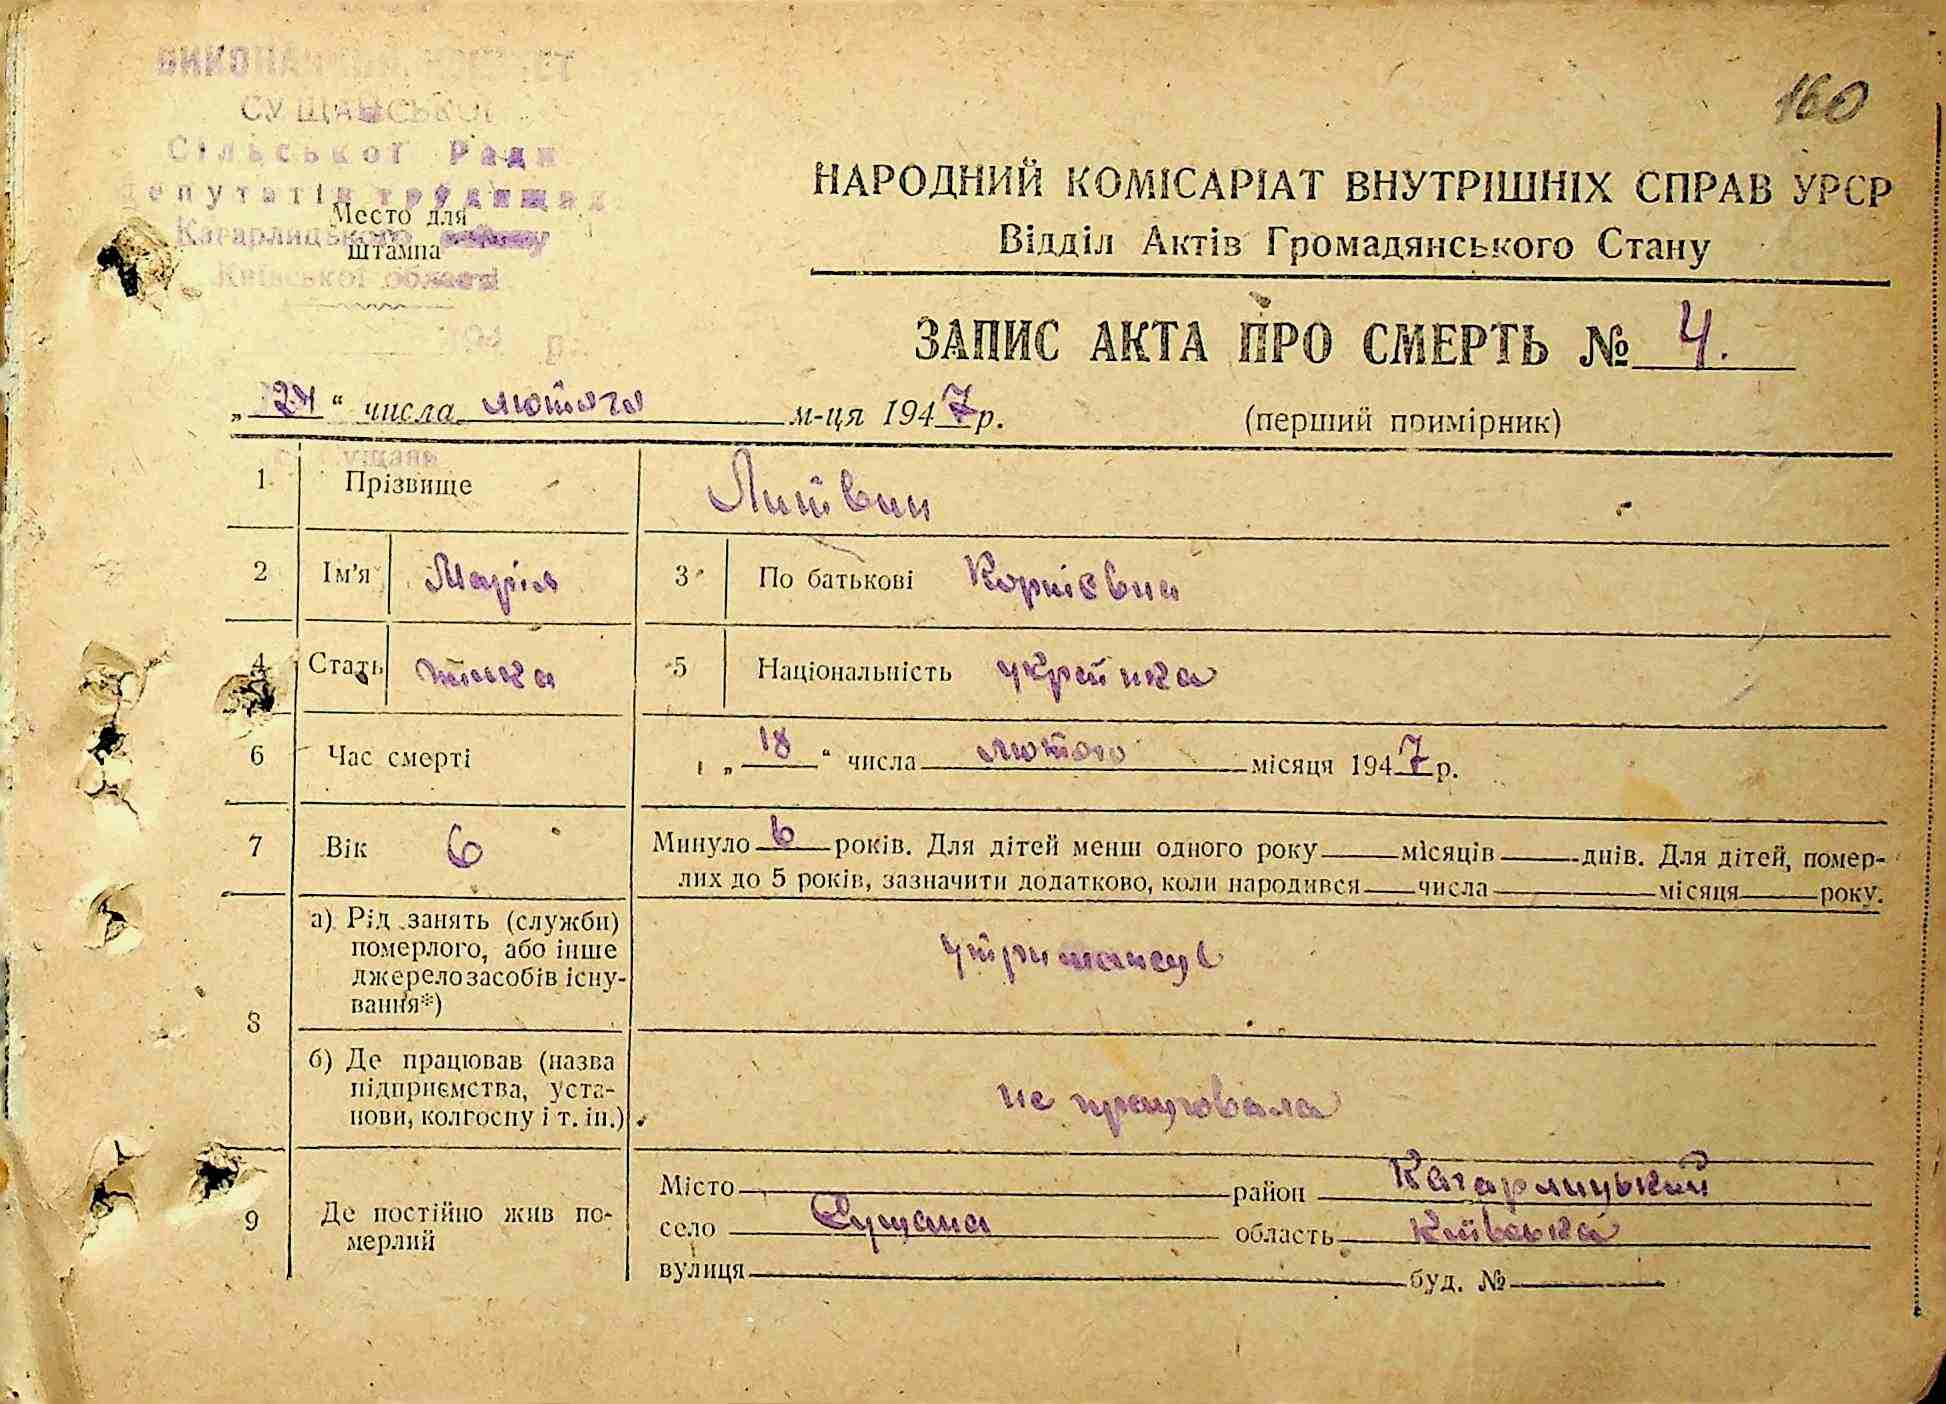 ВИКОНАВЧИЙ КОМІТЕТ
СУЩАНСЬКОЇ
Сільської Ради
депутатів трудящих
Место для
Кагарлицького району
штампа
Київської області
160
НАРОДНИЙ КОМІСАРІАТ ВНУТРІШНІХ СПРАВ УРСР
Відділ Актів Громадянського Стану
ЗАПИС АКТА ПРО СМЕРТЬ № 4.
„24“ числа лютого м-ця 1947 р.
(перший примірник)
1 Прізвище Литвин
2 Ім'я Марія 3 По батькові Корнієвна
4 Стать жінка 5 Національність українка
6 Час смерті „18“ числа лютого місяця 1947 р.
7 Вік 6 Минуло 6 років. Для дітей менш одного року місяців днів. Для дітей, помер-
лих до 5 років, зазначити додатково, коли народився числа місяця року.
8 а) Рід занять (служби)
померлого, або інше
джерело засобів існу-
вання*)
утриманець
б) Де працював (назва
підприємства, уста-
нови, колгоспу і т. ін.)
не працювала
9 Де постійно жив по-
мерлий
Місто район Кагарлицький
село Сущана область Київська
вулиця буд. №